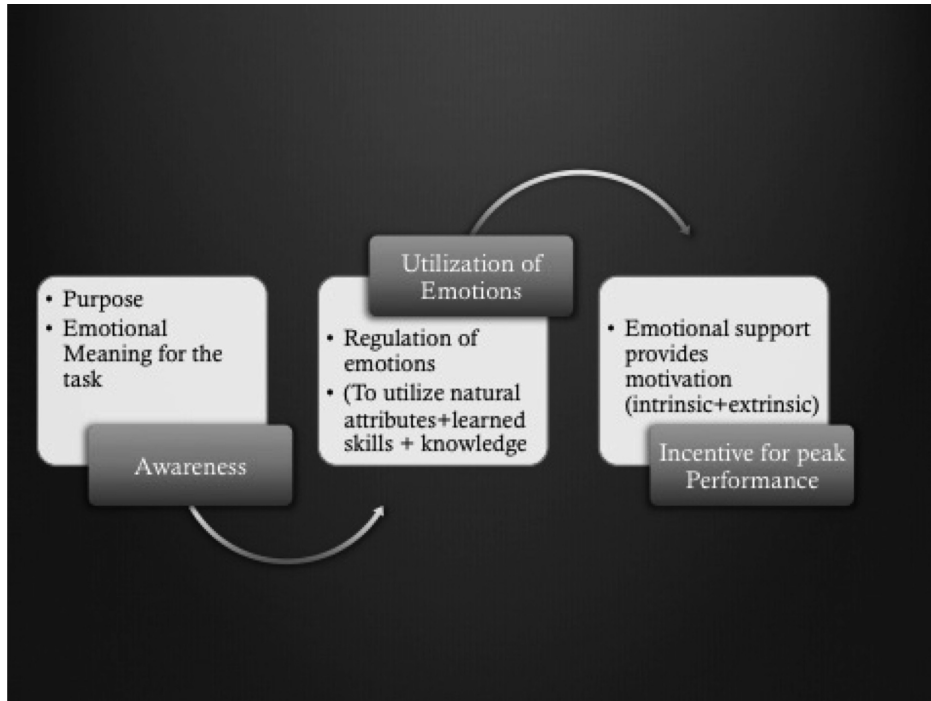 • Purpose
• Emotional
Meaning for the
task
Awareness
Utilization of
Emotions
• Regulation of
emotions
• (To utilize natural
attributes+learned
skills + knowledge
• Emotional support
provides
motivation
(intrinsic+extrinsic)
Incentive for peak
Performance